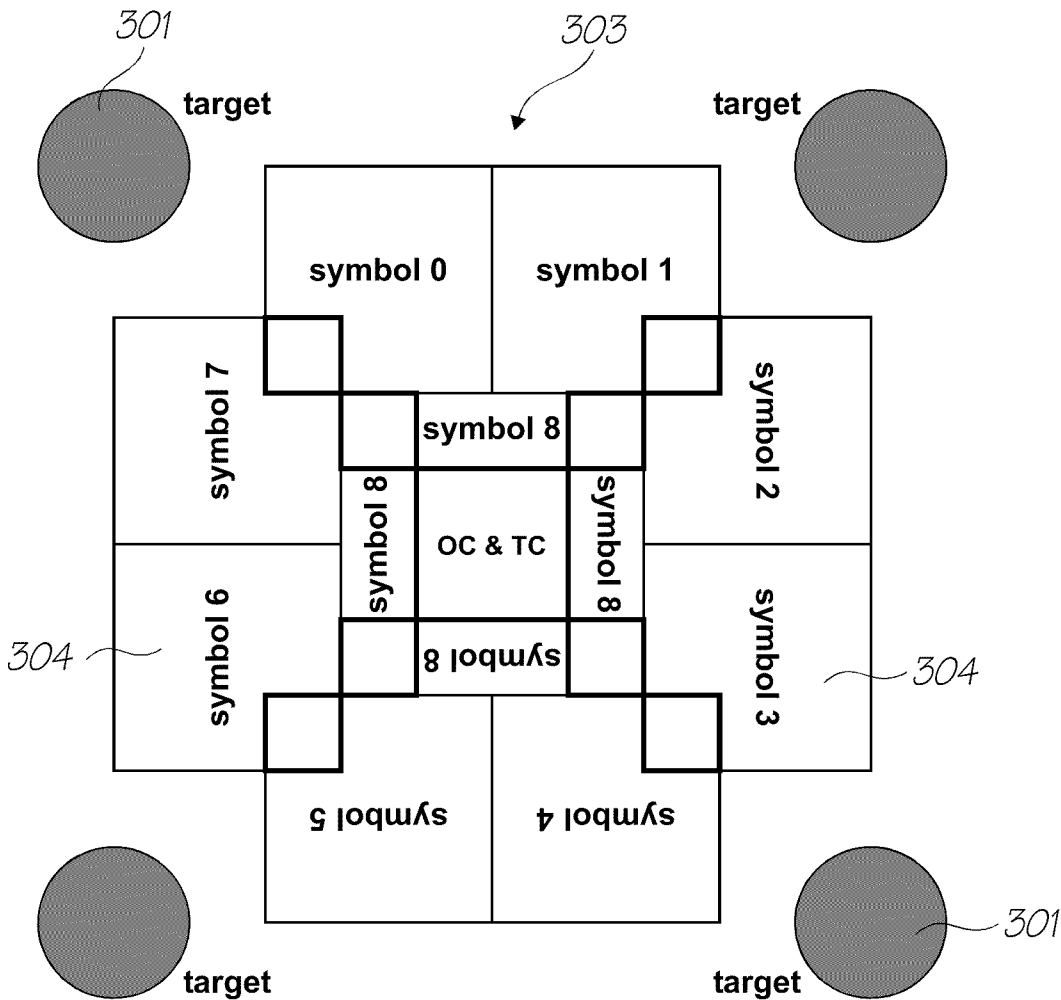 301
303
target
target
symbol 0
symbol 1
symbol 7
symbol 2
symbol 8
symbol 8
OC & TC
symbol 8
symbol 6
symbol 8
symbol 3
304
304
symbol 5
symbol 4
301
target
target